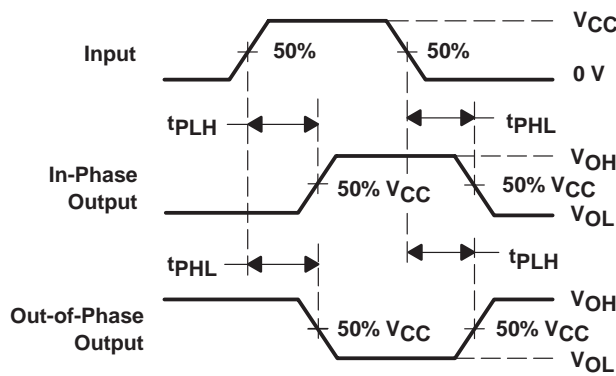 VCC
Input
50%
50%
0 V
tPLH
tPHL
VOH
In-Phase
Output
50% VCC
50% VCC
VOL
tPHL
tPLH
VOH
Out-of-Phase
Output
50% VCC
50% VCC
VOL